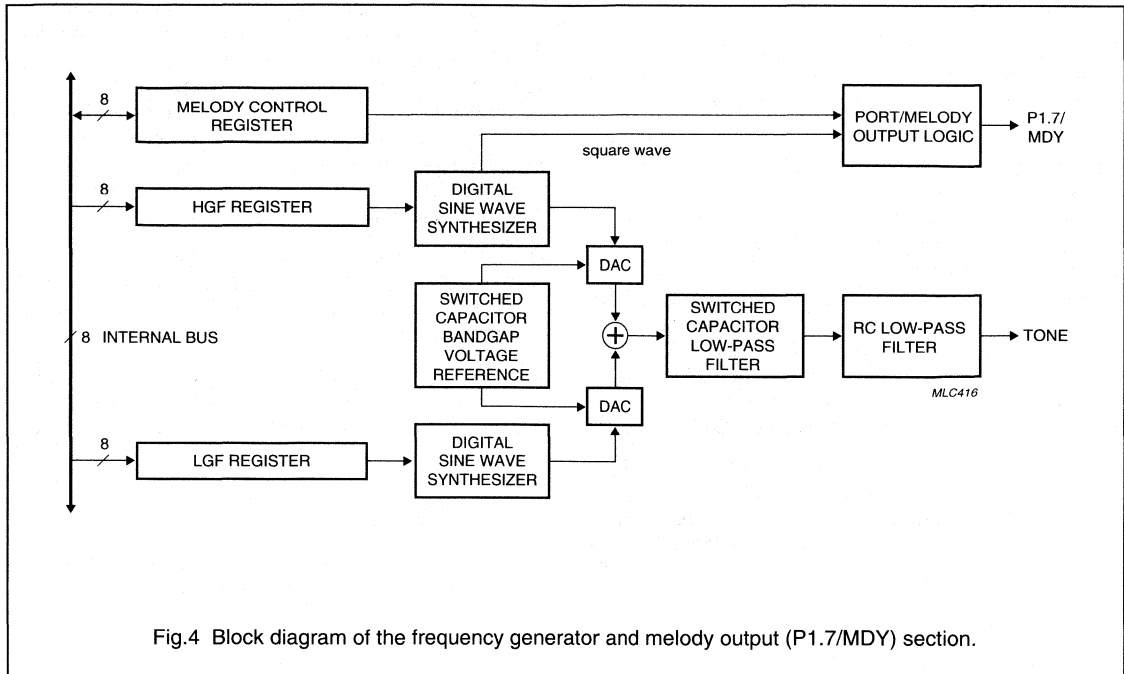 8
MELODY CONTROL
REGISTER
PORT/MELODY
OUTPUT LOGIC
P1.7/
MDY
square wave
8
HGF REGISTER
DIGITAL
SINE WAVE
SYNTHESIZER
DAC
8 INTERNAL BUS
SWITCHED
CAPACITOR
BANDGAP
VOLTAGE
REFERENCE
+
SWITCHED
CAPACITOR
LOW-PASS
FILTER
RC LOW-PASS
FILTER
TONE
MLC416
DAC
8
LGF REGISTER
DIGITAL
SINE WAVE
SYNTHESIZER
Fig.4 Block diagram of the frequency generator and melody output (P1.7/MDY) section.